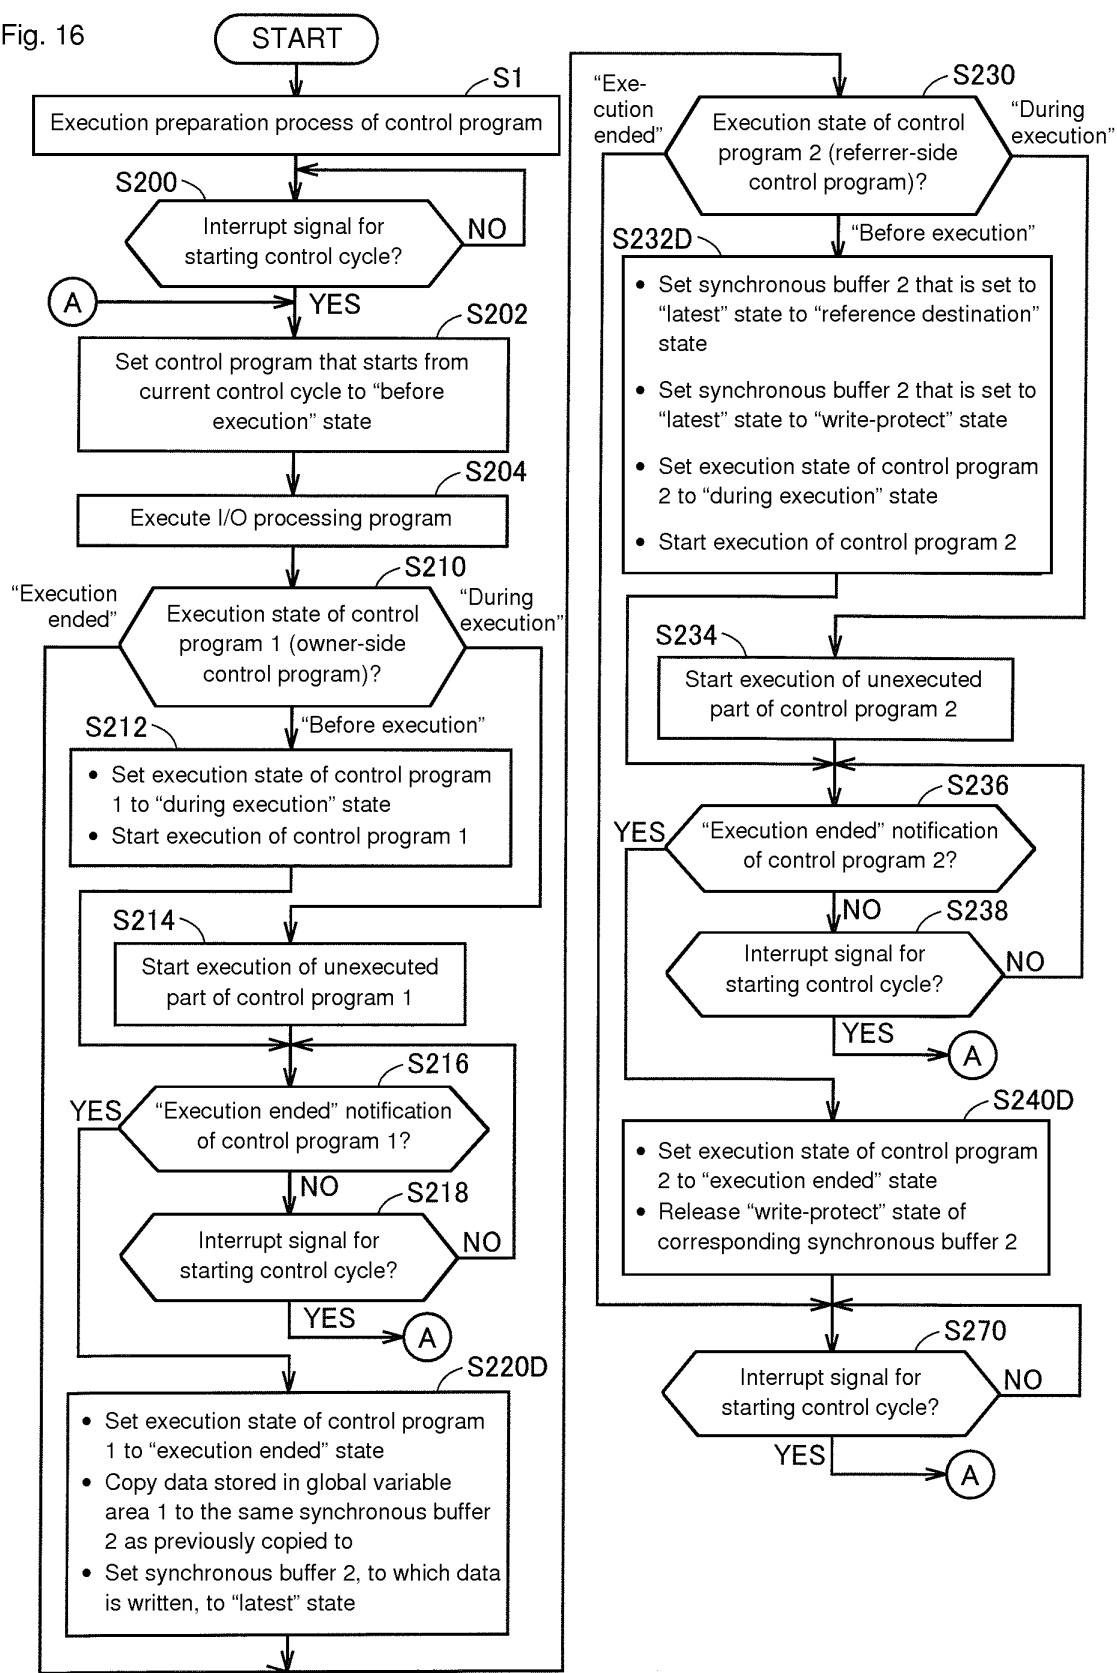 Fig. 16
START
S1
Execution preparation process of control program
S200
Interrupt signal for
starting control cycle?
NO
A
YES
S202
Set control program that starts from
current control cycle to “before
execution” state
S204
Execute I/O processing program
S210
“Execution
ended”
Execution state of control
program 1 (owner-side
control program)?
“During
execution”
“Before execution”
S212
• Set execution state of control program
1 to “during execution” state
• Start execution of control program 1
S214
Start execution of unexecuted
part of control program 1
S216
YES
“Execution ended” notification
of control program 1?
NO
S218
Interrupt signal for
starting control cycle?
NO
YES
A
S220D
• Set execution state of control program
1 to “execution ended” state
• Copy data stored in global variable
area 1 to the same synchronous buffer
2 as previously copied to
• Set synchronous buffer 2, to which data
is written, to “latest” state
“Exe-
cution
ended”
S230
Execution state of control
program 2 (referrer-side
control program)?
“During
execution”
“Before execution”
S232D
• Set synchronous buffer 2 that is set to
“latest” state to “reference destination”
state
• Set synchronous buffer 2 that is set to
“latest” state to “write-protect” state
• Set execution state of control program
2 to “during execution” state
• Start execution of control program 2
S234
Start execution of unexecuted
part of control program 2
S236
YES
“Execution ended” notification
of control program 2?
NO
S238
Interrupt signal for
starting control cycle?
NO
YES
A
S240D
• Set execution state of control program
2 to “execution ended” state
• Release “write-protect” state of
corresponding synchronous buffer 2
S270
Interrupt signal for
starting control cycle?
NO
YES
A